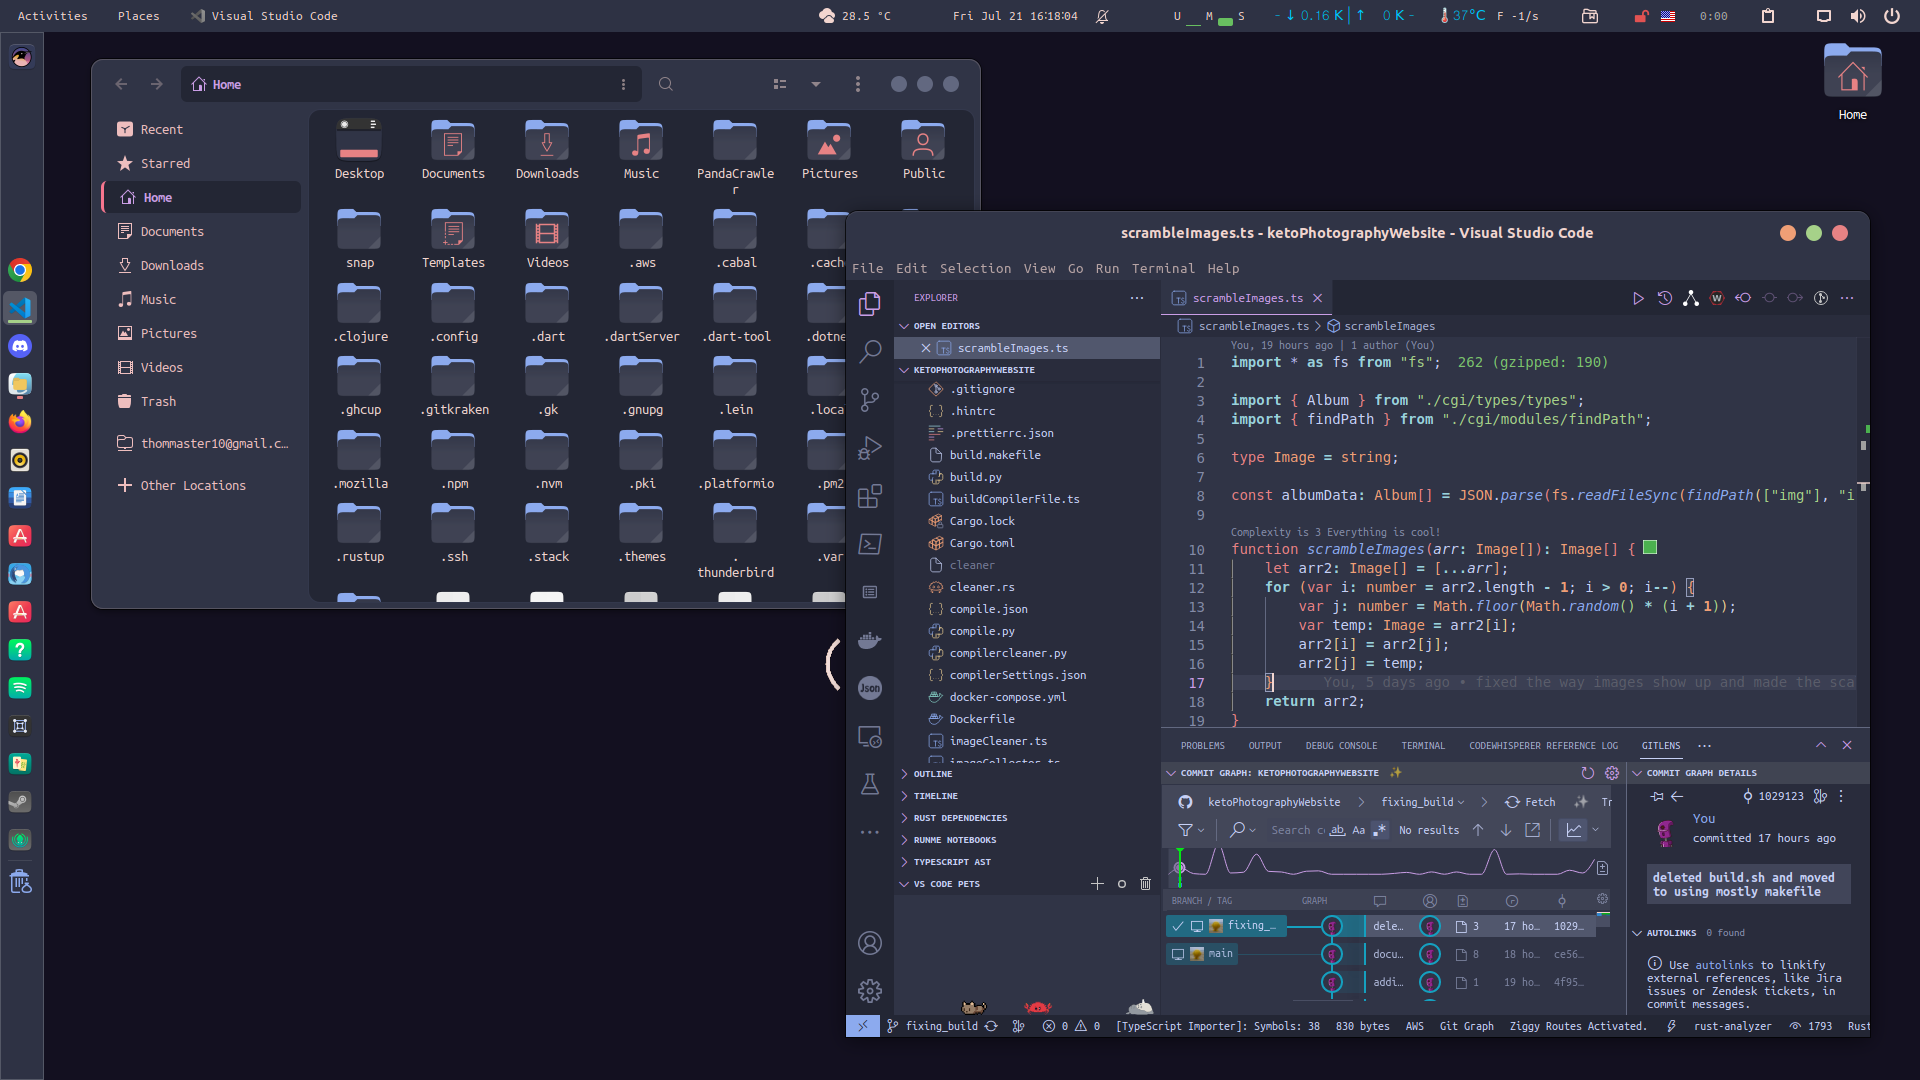 Activities Places Visual Studio Code 28.5 °C Fri Jul 21 16:18:04 U M S 0.16 K 0 K 37°C F -1/s 0:00
Home
Home
Recent
Starred
Home
Documents
Downloads
Music
Pictures
Videos
Trash
thommaster10@gmail.c...
Other Locations
Desktop Documents Downloads Music PandaCrawle
r Pictures Public
snap Templates Videos .aws .cabal .cach
.clojure .config .dart .dartServer .dart-tool .dotne
.ghcup .gitkraken .gk .gnupg .lein .loca
.mozilla .npm .nvm .pki .platformio .pm2
.rustup .ssh .stack .themes .
thunderbird .var
scrambleImages.ts - ketoPhotographyWebsite - Visual Studio Code
File Edit Selection View Go Run Terminal Help
EXPLORER
OPEN EDITORS
scrambleImages.ts
KETOPHOTOGRAPHYWEBSITE
.gitignore
.hintrc
.prettierrc.json
build.makefile
build.py
buildCompilerFile.ts
Cargo.lock
Cargo.toml
cleaner
cleaner.rs
compile.json
compile.py
compilercleaner.py
compilerSettings.json
docker-compose.yml
Dockerfile
imageCleaner.ts
imageCollector.ts
OUTLINE
TIMELINE
RUST DEPENDENCIES
RUNME NOTEBOOKS
TYPESCRIPT AST
VS CODE PETS
Json
scrambleImages.ts
scrambleImages.ts > scrambleImages
You, 19 hours ago | 1 author (You)
1 import * as fs from "fs"; 262 (gzipped: 190)
2
3 import { Album } from "./cgi/types/types";
4 import { findPath } from "./cgi/modules/findPath";
5
6 type Image = string;
7
8 const albumData: Album[] = JSON.parse(fs.readFileSync(findPath(["img"], "i
9
Complexity is 3 Everything is cool!
10 function scrambleImages(arr: Image[]): Image[] {
11 let arr2: Image[] = [...arr];
12 for (var i: number = arr2.length - 1; i > 0; i--) {
13 var j: number = Math.floor(Math.random() * (i + 1));
14 var temp: Image = arr2[i];
15 arr2[i] = arr2[j];
16 arr2[j] = temp;
17 } You, 5 days ago • fixed the way images show up and made the sca
18 return arr2;
19 }
PROBLEMS OUTPUT DEBUG CONSOLE TERMINAL CODEWHISPERER REFERENCE LOG GITLENS
COMMIT GRAPH: KETOPHOTOGRAPHYWEBSITE
ketoPhotographyWebsite > fixing_build > Fetch Tr
Search c ab Aa No results
BRANCH / TAG GRAPH
fixing_... dele... 3 17 ho... 1029...
main docu... 8 18 ho... ce56...
addi... 1 19 ho... 4f95...
COMMIT GRAPH DETAILS
1029123
You
committed 17 hours ago
deleted build.sh and moved
to using mostly makefile
AUTOLINKS 0 found
Use autolinks to linkify
external references, like Jira
issues or Zendesk tickets, in
commit messages.
fixing_build 0 0 [TypeScript Importer]: Symbols: 38 830 bytes AWS Git Graph Ziggy Routes Activated. rust-analyzer 1793 Rust